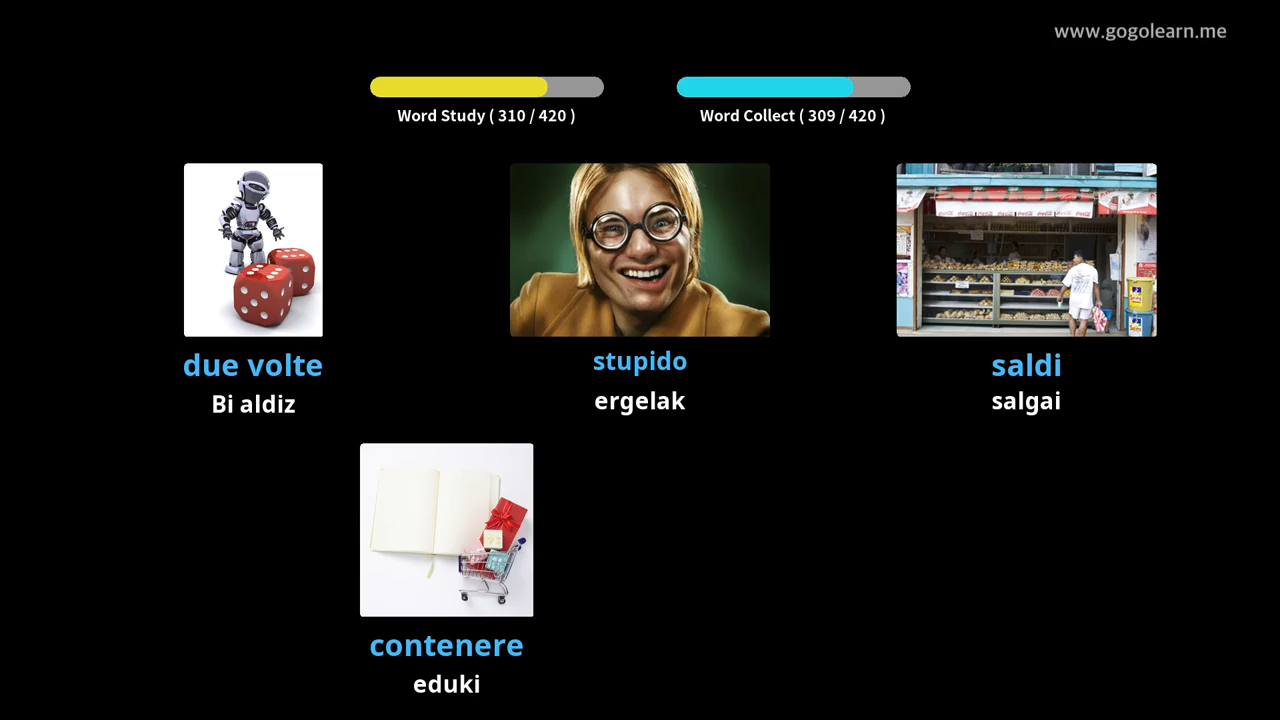 www.gogolearn.me
Word Study ( 310 / 420 )
Word Collect ( 309 / 420 )
due volte
Bi aldiz
stupido
ergelak
saldi
salgai
contenere
eduki